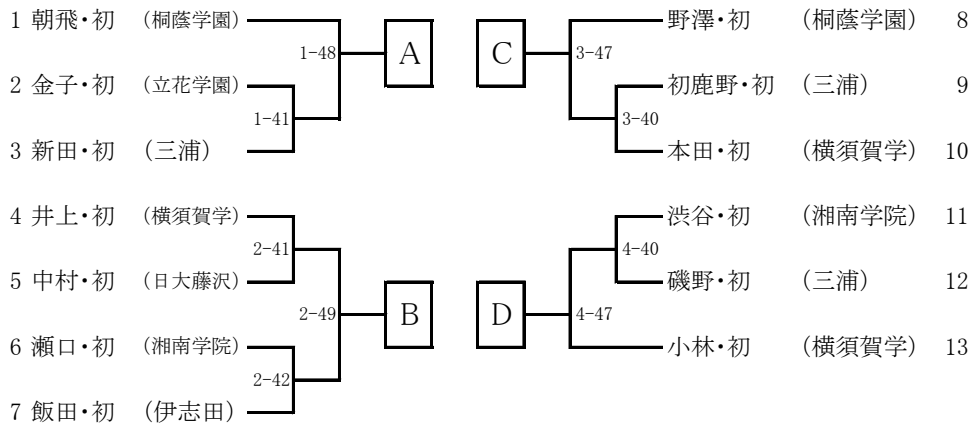 1 朝飛・初 （桐蔭学園） 野澤・初 （桐蔭学園） 8
1-48 A C 3-47
2 金子・初 （立花学園） 初鹿野・初 （三浦） 9
1-41 3-40
3 新田・初 （三浦） 本田・初 （横須賀学） 10
4 井上・初 （横須賀学） 渋谷・初 （湘南学院） 11
2-41 4-40
5 中村・初 （日大藤沢） 磯野・初 （三浦） 12
2-49 B D 4-47
6 瀬口・初 （湘南学院） 小林・初 （横須賀学） 13
2-42
7 飯田・初 （伊志田）